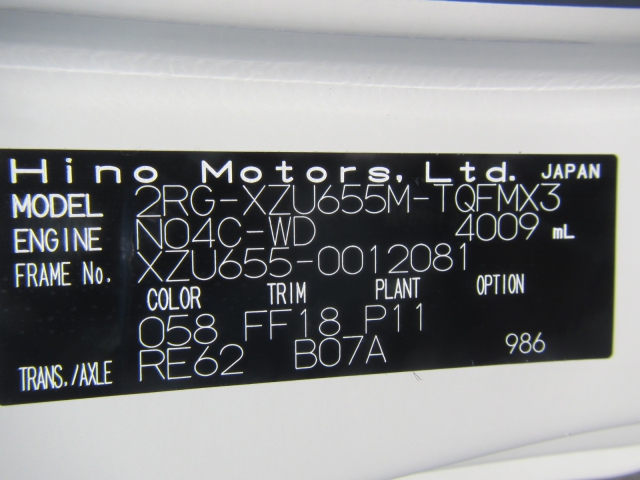 Hino Motors, Ltd. JAPAN
MODEL 2RG-XZU655M-TQFMX3
ENGINE N04C-WD 4009 mL
FRAME No. XZU655-0012081
COLOR TRIM PLANT OPTION
058 FF18 P11
TRANS./AXLE RE62 B07A 986